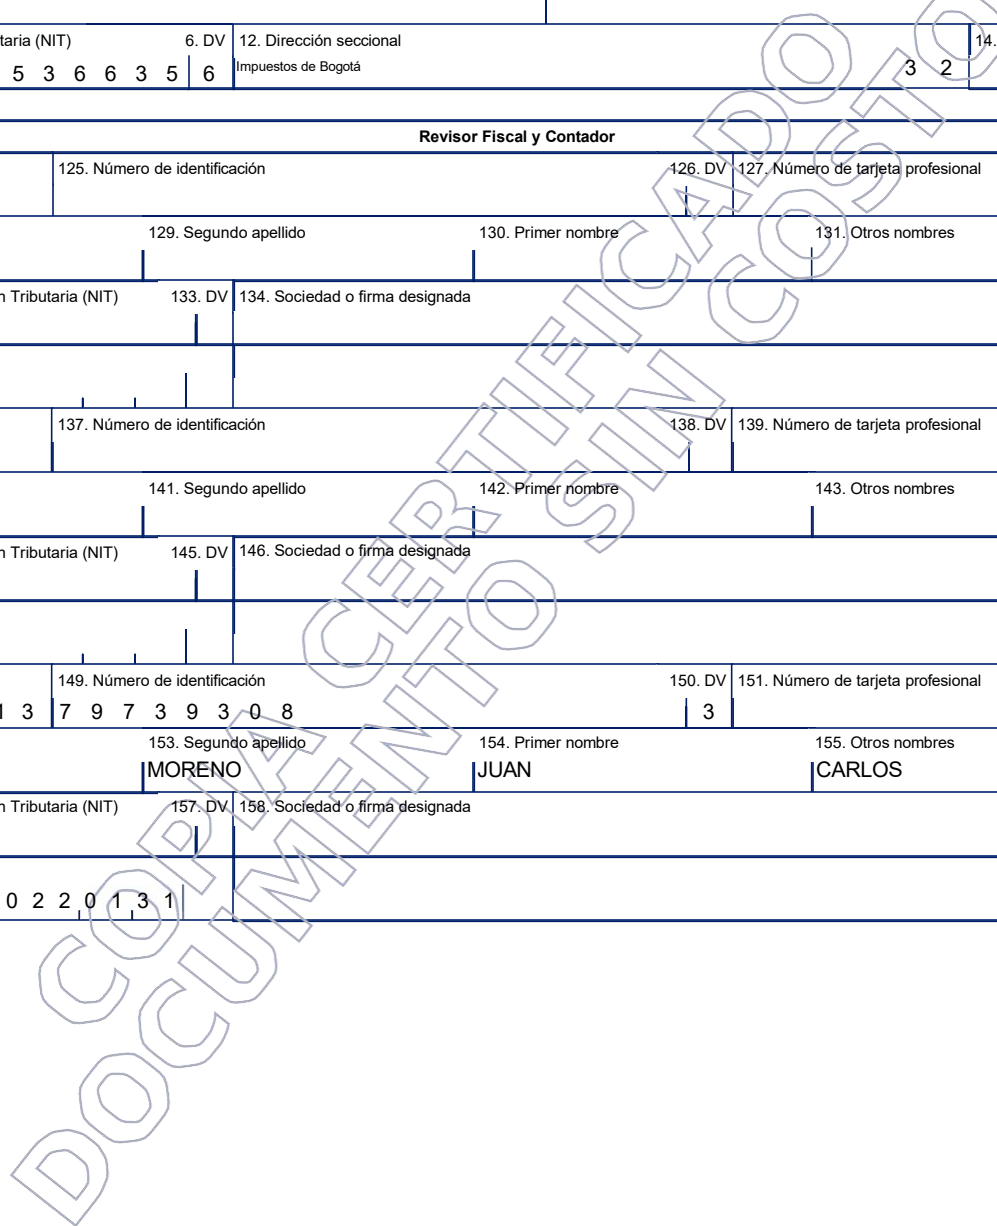 taria (NIT) 6. DV 12. Dirección seccional 14.
5 3 6 6 3 5 6 Impuestos de Bogotá 3 2
Revisor Fiscal y Contador
125. Número de identificación 126. DV 127. Número de tarjeta profesional
129. Segundo apellido 130. Primer nombre 131. Otros nombres
n Tributaria (NIT) 133. DV 134. Sociedad o firma designada
137. Número de identificación 138. DV 139. Número de tarjeta profesional
141. Segundo apellido 142. Primer nombre 143. Otros nombres
n Tributaria (NIT) 145. DV 146. Sociedad o firma designada
149. Número de identificación 150. DV 151. Número de tarjeta profesional
1 3 7 9 7 3 9 3 0 8 3
153. Segundo apellido 154. Primer nombre 155. Otros nombres
MORENO JUAN CARLOS
n Tributaria (NIT) 157. DV 158. Sociedad o firma designada
0 2 2 0 1 3 1
COPIA CERTIFICADO
DOCUMENTO SIN COSTO